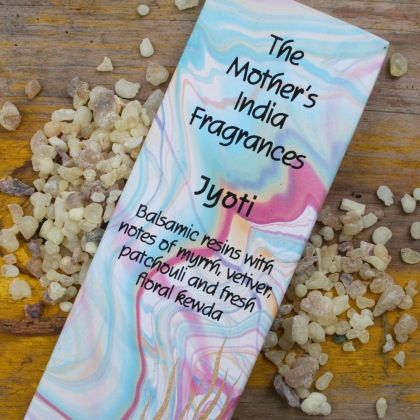 The
Mother's
India
Fragrances
Jyoti
Balsamic resins with
notes of myrrh, vetiver,
patchouli and fresh
floral kewda